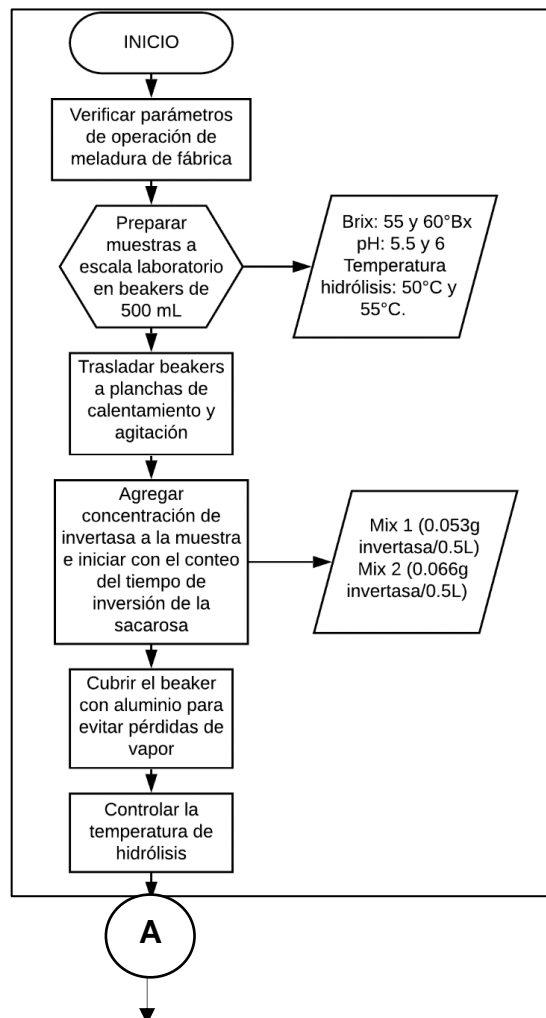 INICIO
Verificar parámetros
de operación de
meladura de fábrica
Preparar
muestras a
escala laboratorio
en beakers de
500 mL
Brix: 55 y 60°Bx
pH: 5.5 y 6
Temperatura
hidrólisis: 50°C y
55°C.
Trasladar beakers
a planchas de
calentamiento y
agitación
Agregar
concentración de
invertasa a la muestra
e iniciar con el conteo
del tiempo de
inversión de la
sacarosa
Mix 1 (0.053g
invertasa/0.5L)
Mix 2 (0.066g
invertasa/0.5L)
Cubrir el beaker
con aluminio para
evitar pérdidas de
vapor
Controlar la
temperatura de
hidrólisis
A